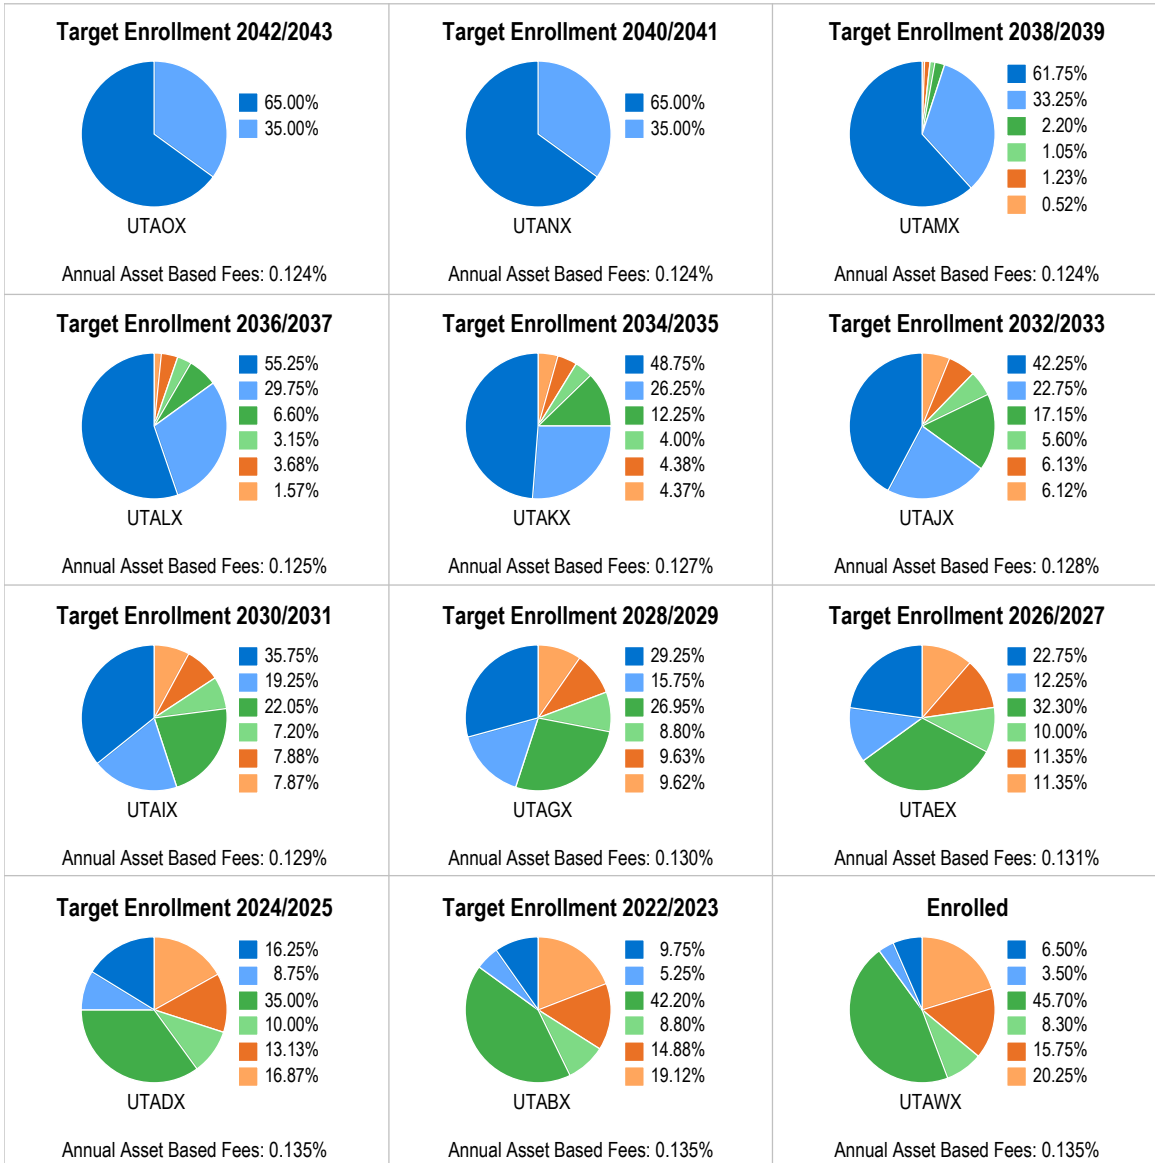 Target Enrollment 2042/2043
65.00%
35.00%
UTAOX
Annual Asset Based Fees: 0.124%
Target Enrollment 2040/2041
65.00%
35.00%
UTANX
Annual Asset Based Fees: 0.124%
Target Enrollment 2038/2039
61.75%
33.25%
2.20%
1.05%
1.23%
0.52%
UTAMX
Annual Asset Based Fees: 0.124%
Target Enrollment 2036/2037
55.25%
29.75%
6.60%
3.15%
3.68%
1.57%
UTALX
Annual Asset Based Fees: 0.125%
Target Enrollment 2034/2035
48.75%
26.25%
12.25%
4.00%
4.38%
4.37%
UTAKX
Annual Asset Based Fees: 0.127%
Target Enrollment 2032/2033
42.25%
22.75%
17.15%
5.60%
6.13%
6.12%
UTAJX
Annual Asset Based Fees: 0.128%
Target Enrollment 2030/2031
35.75%
19.25%
22.05%
7.20%
7.88%
7.87%
UTAIX
Annual Asset Based Fees: 0.129%
Target Enrollment 2028/2029
29.25%
15.75%
26.95%
8.80%
9.63%
9.62%
UTAGX
Annual Asset Based Fees: 0.130%
Target Enrollment 2026/2027
22.75%
12.25%
32.30%
10.00%
11.35%
11.35%
UTAEX
Annual Asset Based Fees: 0.131%
Target Enrollment 2024/2025
16.25%
8.75%
35.00%
10.00%
13.13%
16.87%
UTADX
Annual Asset Based Fees: 0.135%
Target Enrollment 2022/2023
9.75%
5.25%
42.20%
8.80%
14.88%
19.12%
UTABX
Annual Asset Based Fees: 0.135%
Enrolled
6.50%
3.50%
45.70%
8.30%
15.75%
20.25%
UTAWX
Annual Asset Based Fees: 0.135%